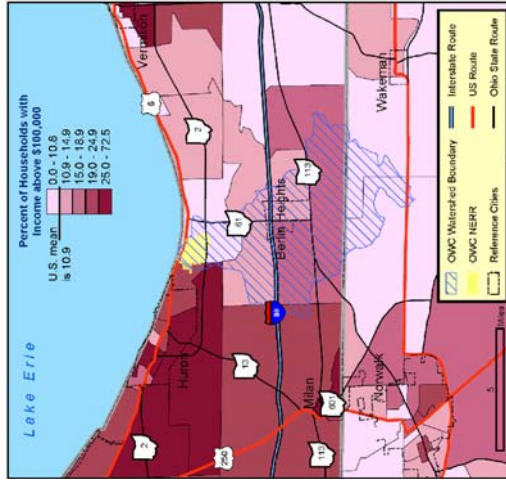 Lake Erie
Percent of Households with
Income above $100,000
U.S. mean
is 10.9
0.0 - 10.8
10.9 - 14.9
15.0 - 18.9
19.0 - 24.9
25.0 - 72.5
Vermilion
6
2
2
Huron
61
13
Berlin Heights
113
80
250
Milan
601
113
Norwalk
Wakeman
5
Miles
OWC Watershed Boundary
OWC NERR
Reference Cities
Interstate Route
US Route
Ohio State Route